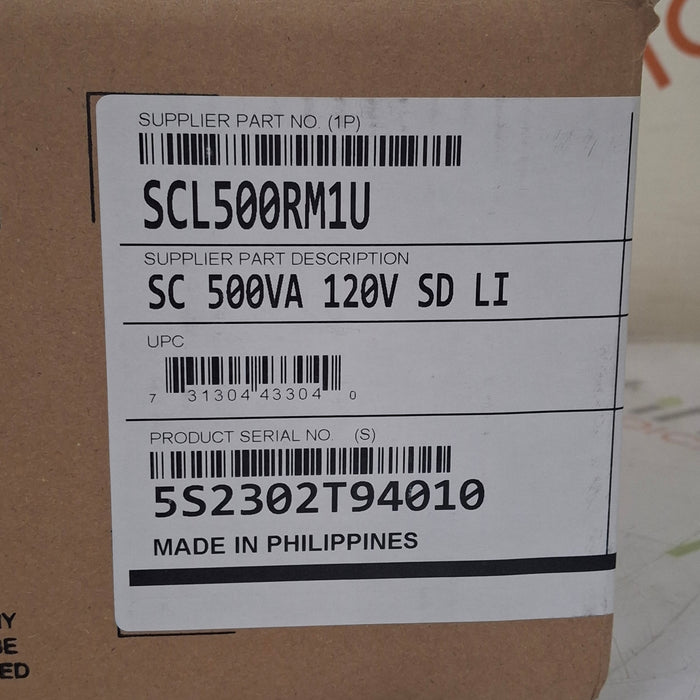 SUPPLIER PART NO. (1P)
SCL500RM1U
SUPPLIER PART DESCRIPTION
SC 500VA 120V SD LI
UPC
7 31304 43304 0
PRODUCT SERIAL NO. (S)
5S2302T94010
MADE IN PHILIPPINES